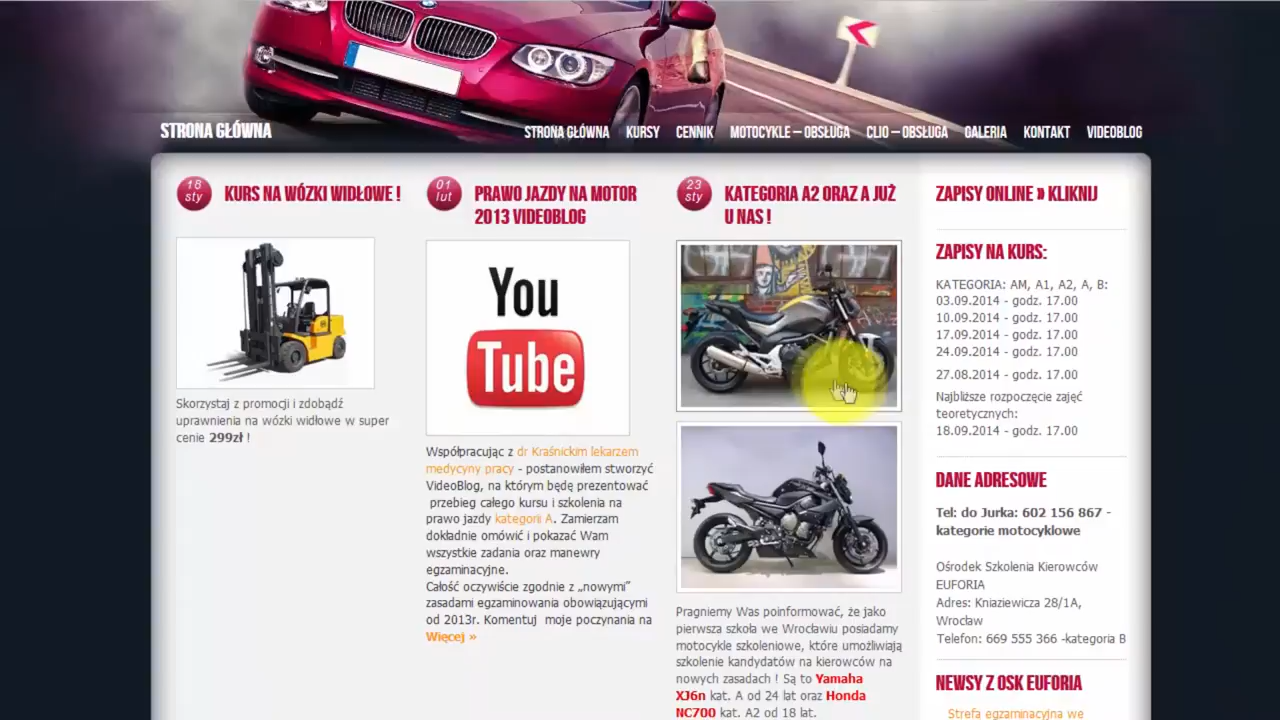 STRONA GŁÓWNA
STRONA GŁÓWNA KURSY CENNIK MOTOCYKLE – OBSŁUGA CLIO – OBSŁUGA GALERIA KONTAKT VIDEOBLOG
18 sty
KURS NA WÓZKI WIDŁOWE !
Skorzystaj z promocji i zdobądź
uprawnienia na wózki widłowe w super
cenie 299zł !
01 lut
PRAWO JAZDY NA MOTOR
2013 VIDEOBLOG
You
Tube
Współpracując z dr Kraśnickim lekarzem
medycyny pracy - postanowiłem stworzyć
VideoBlog, na którym będę prezentować
przebieg całego kursu i szkolenia na
prawo jazdy kategorii A. Zamierzam
dokładnie omówić i pokazać Wam
wszystkie zadania oraz manewry
egzaminacyjne.
Całość oczywiście zgodnie z „nowymi”
zasadami egzaminowania obowiązującymi
od 2013r. Komentuj moje poczynania na
Więcej »
23 sty
KATEGORIA A2 ORAZ A JUŻ
U NAS !
Pragniemy Was poinformować, że jako
pierwsza szkoła we Wrocławiu posiadamy
motocykle szkoleniowe, które umożliwiają
szkolenie kandydatów na kierowców na
nowych zasadach ! Są to Yamaha
XJ6n kat. A od 24 lat oraz Honda
NC700 kat. A2 od 18 lat.
ZAPISY ONLINE » KLIKNIJ
ZAPISY NA KURS:
KATEGORIA: AM, A1, A2, A, B:
03.09.2014 - godz. 17.00
10.09.2014 - godz. 17.00
17.09.2014 - godz. 17.00
24.09.2014 - godz. 17.00
27.08.2014 - godz. 17.00
Najbliższe rozpoczęcie zajęć
teoretycznych:
18.09.2014 - godz. 17.00
DANE ADRESOWE
Tel: do Jurka: 602 156 867 -
kategorie motocyklowe
Ośrodek Szkolenia Kierowców
EUFORIA
Adres: Kniaziewicza 28/1A,
Wrocław
Telefon: 669 555 366 -kategoria B
NEWSY Z OSK EUFORIA
Strefa egzaminacyjna we